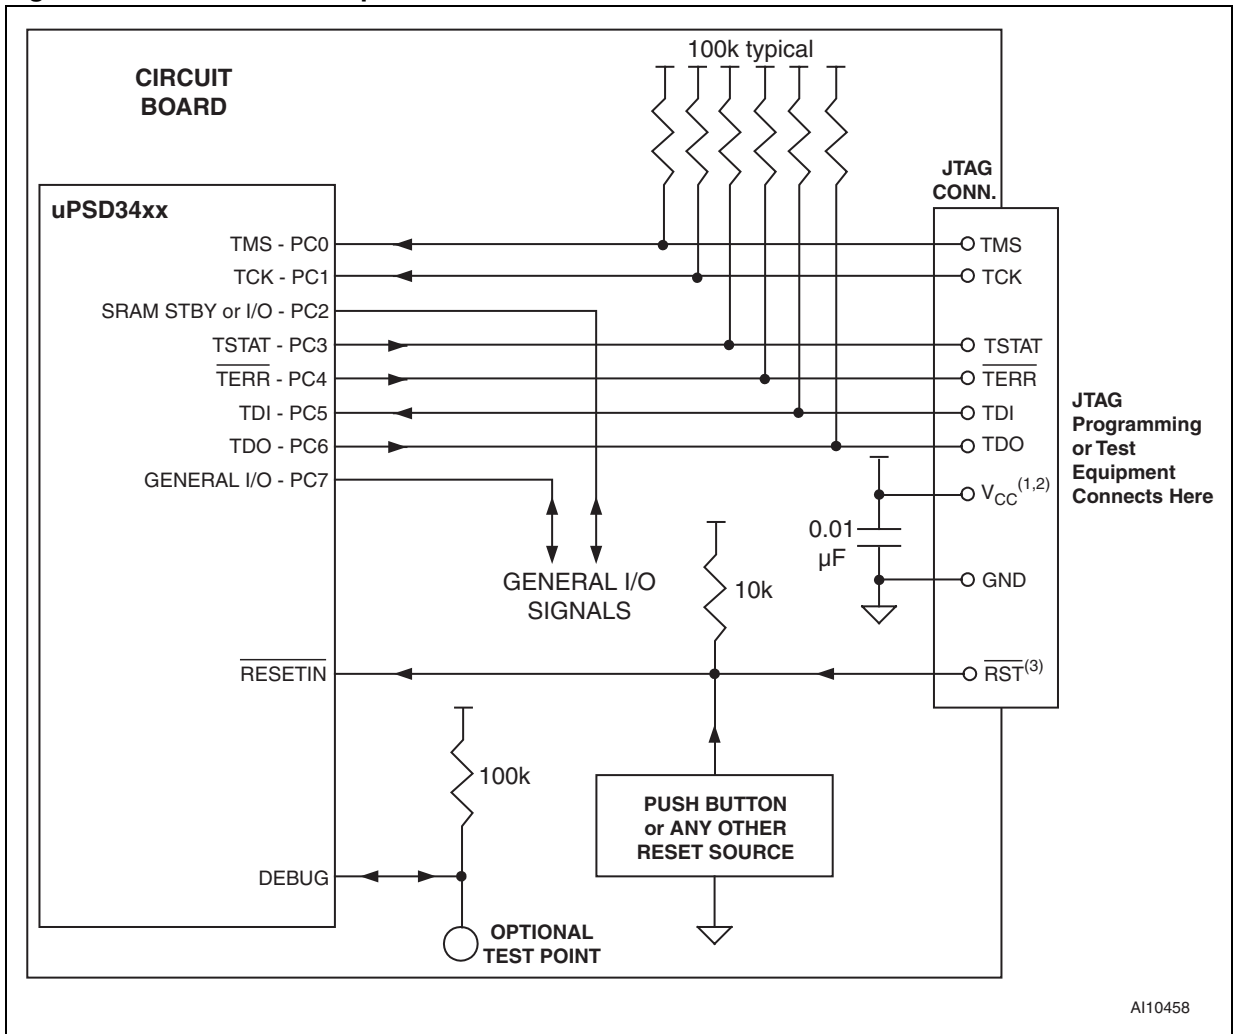 100k typical
CIRCUIT
BOARD
JTAG
CONN.
uPSD34xx
TMS - PC0
TMS
TCK - PC1
TCK
SRAM STBY or I/O - PC2
TSTAT - PC3
TSTAT
TERR - PC4
TERR
TDI - PC5
TDI
TDO - PC6
TDO
GENERAL I/O - PC7
JTAG
Programming
or Test
Equipment
Connects Here
VCC(1,2)
0.01
µF
GENERAL I/O
SIGNALS
10k
GND
RESETIN
RST(3)
100k
PUSH BUTTON
or ANY OTHER
RESET SOURCE
DEBUG
OPTIONAL
TEST POINT
AI10458